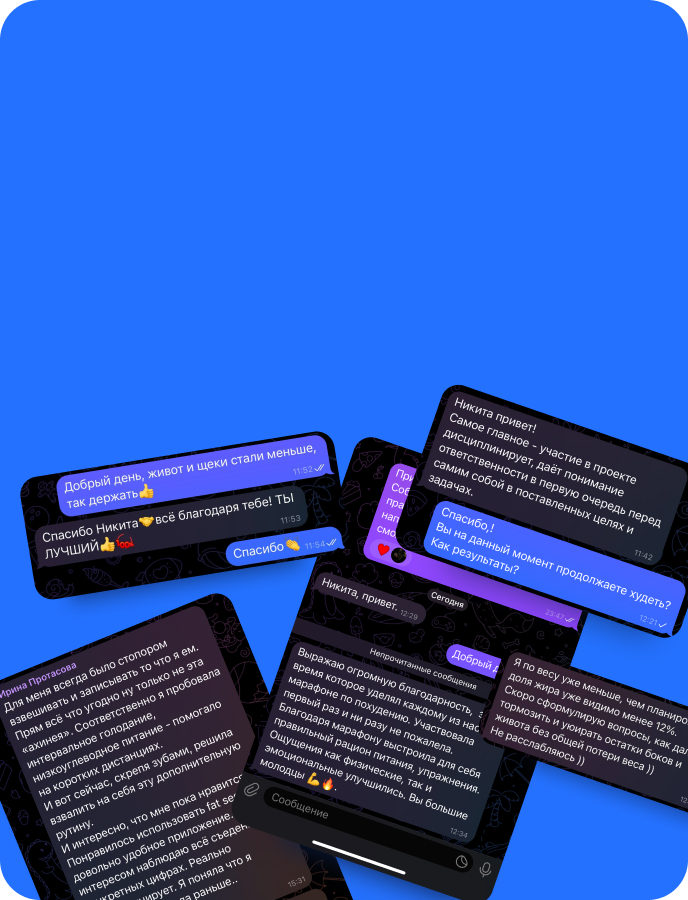 Добрый день, живот и щеки стали меньше,
так держать👍
11:52
Спасибо Никита🤝всё благодаря тебе! ТЫ
ЛУЧШИЙ👍
11:53
Спасибо👏 11:54
Никита привет!
Самое главное - участие в проекте
дисциплинирует, даёт понимание
ответственности в первую очередь перед
самим собой в поставленных целях и
задачах.
11:42
Спасибо,!
Вы на данный момент продолжаете худеть?
Как результаты?
12:21
23:47
Сегодня
Никита, привет. 12:29
Добрый
Непрочитанные сообщения
Выражаю огромную благодарность,
время которое уделял каждому из нас
марафоне по похудению. Участвовала
первый раз и ни разу не пожалела.
Благодаря марафону выстроила для себя
правильный рацион питания, упражнения.
Ощущения как физические, так и
эмоциональные улучшились. Вы большие
молодцы 💪🔥.
12:34
Сообщение
Ирина Протасова
Для меня всегда было стопором
взвешивать и записывать то что я ем.
Прям всё что угодно ну только не эта
«ахинея». Соответственно я пробовала
интервальное голодание,
низкоуглеводное питание – помогало
на коротких дистанциях.
И вот сейчас, скрепя зубами, решила
взвалить на себя эту дополнительную
рутину.
И интересно, что мне пока нравится
Понравилось использовать fat
довольно удобное приложение.
интересом наблюдаю всё
цифрах. Реально
Я поняла что я
раньше..
15:31
Я по весу уже меньше, чем
доля жира уже видимо менее 12%.
Скоро сформулирую вопросы, как
тормозить и ужирать остатки боков и
живота без общей потери веса ))
Не расслабляюсь ))